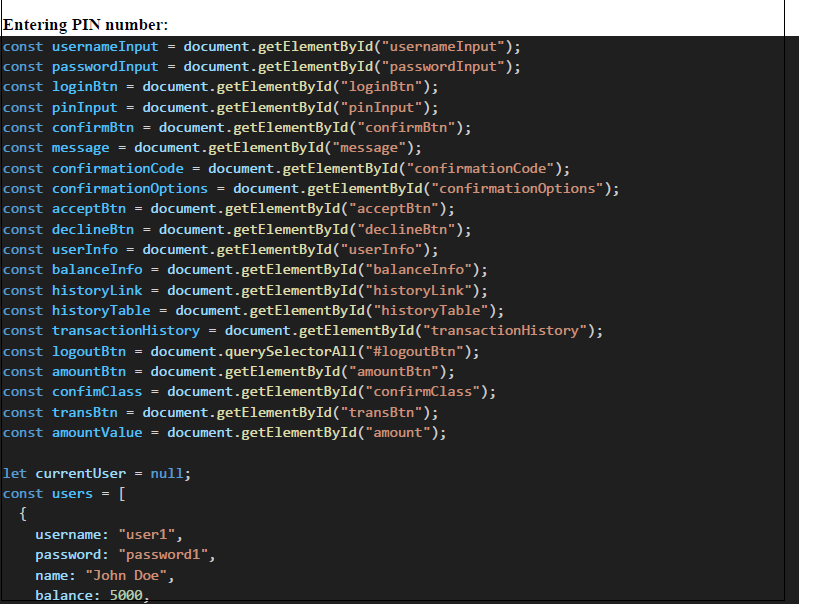 Entering PIN number:
const usernameInput = document.getElementById("usernameInput");
const passwordInput = document.getElementById("passwordInput");
const loginBtn = document.getElementById("loginBtn");
const pinInput = document.getElementById("pinInput");
const confirmBtn = document.getElementById("confirmBtn");
const message = document.getElementById("message");
const confirmationCode = document.getElementById("confirmationCode");
const confirmationOptions = document.getElementById("confirmationOptions");
const acceptBtn = document.getElementById("acceptBtn");
const declineBtn = document.getElementById("declineBtn");
const userInfo = document.getElementById("userInfo");
const balanceInfo = document.getElementById("balanceInfo");
const historyLink = document.getElementById("historyLink");
const historyTable = document.getElementById("historyTable");
const transactionHistory = document.getElementById("transactionHistory");
const logoutBtn = document.querySelectorAll("#logoutBtn");
const amountBtn = document.getElementById("amountBtn");
const confimClass = document.getElementById("confirmClass");
const transBtn = document.getElementById("transBtn");
const amountValue = document.getElementById("amount");
let currentUser = null;
const users = [
{
username: "user1",
password: "password1",
name: "John Doe",
balance: 5000,